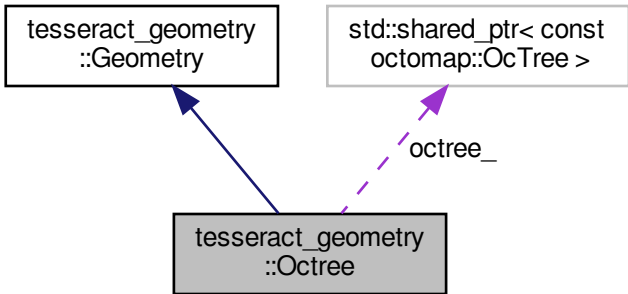 tesseract_geometry
::Geometry
std::shared_ptr< const
octomap::OcTree >
octree_
tesseract_geometry
::Octree